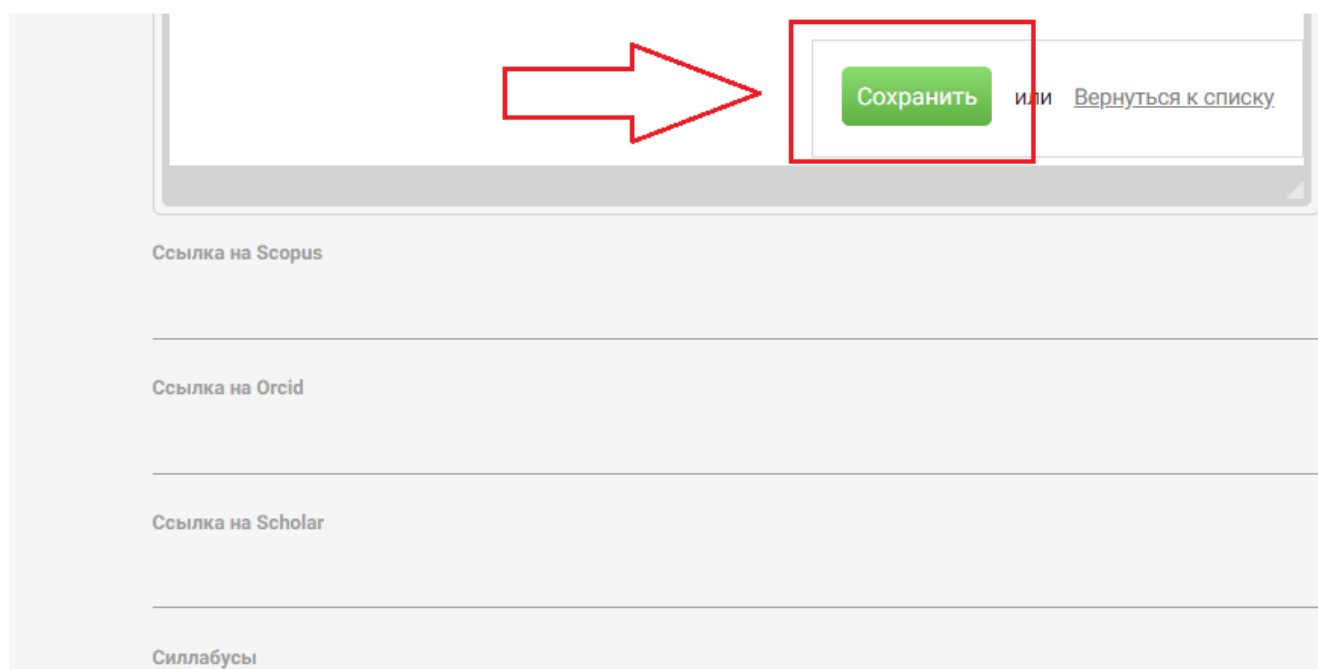 Сохранить или Вернуться к списку
Ссылка на Scopus
Ссылка на Orcid
Ссылка на Scholar
Силлабусы